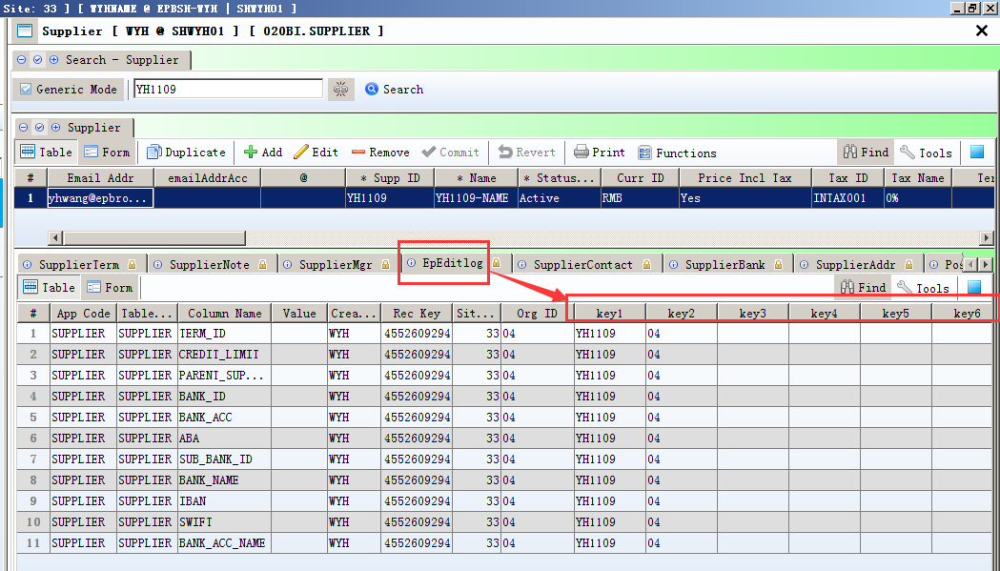 Site: 33 ] [ WYHNAME @ EPBSH-WYH | SHWYH01 ]
Supplier [ WYH @ SHWYH01 ] [ 020BI.SUPPLIER ]
Search - Supplier
Generic Mode YH1109 Search
Supplier
Table Form Duplicate Add Edit Remove Commit Revert Print Functions Find Tools
# Email Addr emailAddrAcc @ * Supp ID * Name * Status... Curr ID Price Incl Tax Tax ID Tax Name Ter
1 yhwang@epbro... YH1109 YH1109-NAME Active RMB Yes INTAX001 0%
SupplierTerm SupplierNote SupplierMgr EpEditlog SupplierContact SupplierBank SupplierAddr Pos
Table Form Find Tools
# App Code Table... Column Name Value Crea... Rec Key Sit... Org ID key1 key2 key3 key4 key5 key6
1 SUPPLIER SUPPLIER TERM_ID WYH 4552609294 33 04 YH1109 04
2 SUPPLIER SUPPLIER CREDIT_LIMIT WYH 4552609294 33 04 YH1109 04
3 SUPPLIER SUPPLIER PARENT_SUP... WYH 4552609294 33 04 YH1109 04
4 SUPPLIER SUPPLIER BANK_ID WYH 4552609294 33 04 YH1109 04
5 SUPPLIER SUPPLIER BANK_ACC WYH 4552609294 33 04 YH1109 04
6 SUPPLIER SUPPLIER ABA WYH 4552609294 33 04 YH1109 04
7 SUPPLIER SUPPLIER SUB_BANK_ID WYH 4552609294 33 04 YH1109 04
8 SUPPLIER SUPPLIER BANK_NAME WYH 4552609294 33 04 YH1109 04
9 SUPPLIER SUPPLIER IBAN WYH 4552609294 33 04 YH1109 04
10 SUPPLIER SUPPLIER SWIFT WYH 4552609294 33 04 YH1109 04
11 SUPPLIER SUPPLIER BANK_ACC_NAME WYH 4552609294 33 04 YH1109 04